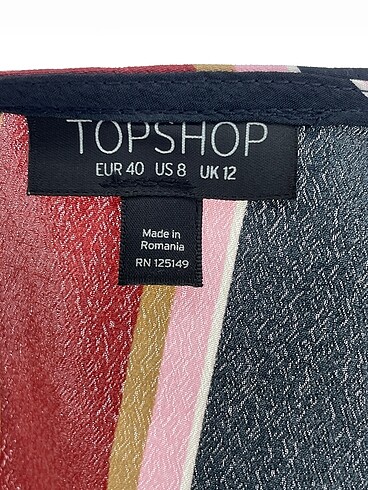 TOPSHOP
EUR 40 US 8 UK 12
Made in
Romania
RN 125149